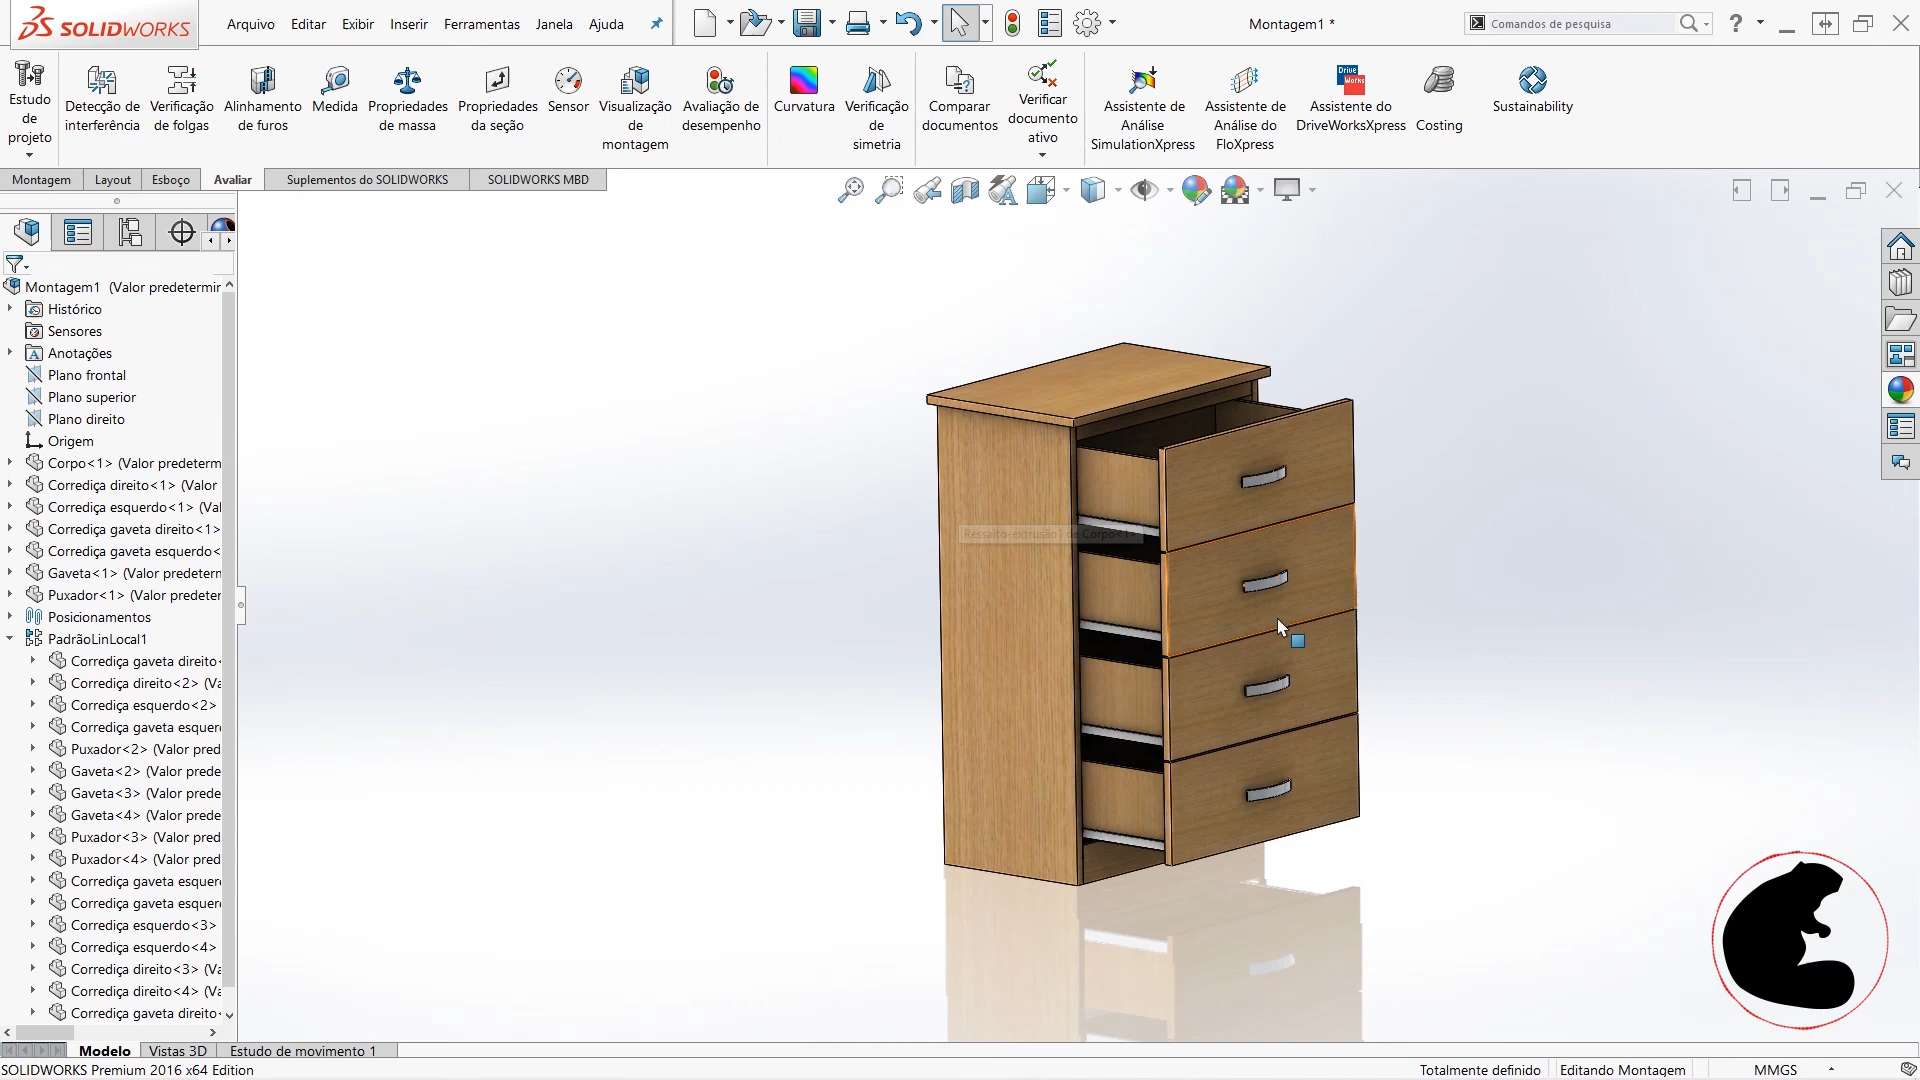 SOLIDWORKS
Arquivo Editar Exibir Inserir Ferramentas Janela Ajuda
Montagem1 *
Comandos de pesquisa
Estudo de projeto
Detecção de interferência
Verificação de folgas
Alinhamento de furos
Medida
Propriedades de massa
Propriedades da seção
Sensor
Visualização de montagem
Avaliação de desempenho
Curvatura
Verificação de simetria
Comparar documentos
Verificar documento ativo
Assistente de Análise SimulationXpress
Assistente de Análise do FloXpress
Drive Works
Assistente do DriveWorksXpress
Costing
Sustainability
Montagem Layout Esboço Avaliar Suplementos do SOLIDWORKS SOLIDWORKS MBD
Montagem1 (Valor predetermir
Histórico
Sensores
Anotações
Plano frontal
Plano superior
Plano direito
Origem
Corpo<1> (Valor predeterm
Corrediça direito<1> (Valor
Corrediça esquerdo<1> (Val
Corrediça gaveta direito<1>
Corrediça gaveta esquerdo<
Gaveta<1> (Valor predetern
Puxador<1> (Valor predeter
Posicionamentos
PadrãoLinLocal1
Corrediça gaveta direito
Corrediça direito<2> (Va
Corrediça esquerdo<2>
Corrediça gaveta esquer
Puxador<2> (Valor pred
Gaveta<2> (Valor prede
Gaveta<3> (Valor prede
Gaveta<4> (Valor prede
Puxador<3> (Valor pred
Puxador<4> (Valor pred
Corrediça gaveta esquer
Corrediça gaveta esquer
Corrediça esquerdo<3>
Corrediça esquerdo<4>
Corrediça direito<3> (Va
Corrediça direito<4> (Va
Corrediça gaveta direito
Ressalto-extrusão1 de Corpo<1>
Modelo Vistas 3D Estudo de movimento 1
SOLIDWORKS Premium 2016 x64 Edition
Totalmente definido Editando Montagem MMGS